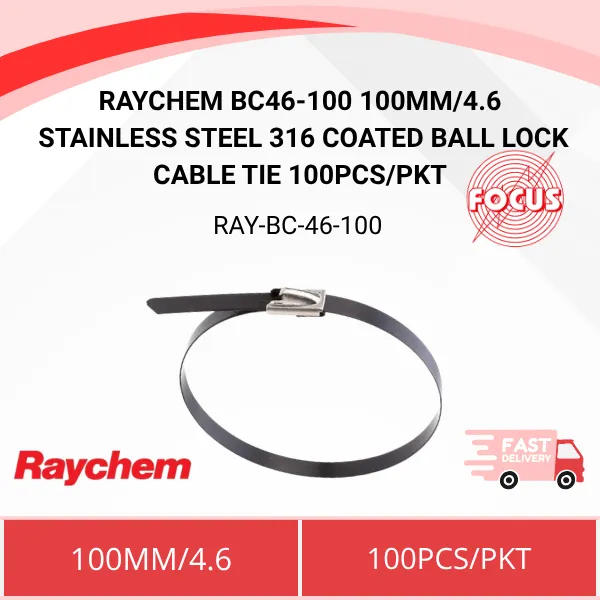 RAYCHEM BC46-100 100MM/4.6
STAINLESS STEEL 316 COATED BALL LOCK
CABLE TIE 100PCS/PKT
FOCUS
RAY-BC-46-100
Raychem
FAST
DELIVERY
100MM/4.6
100PCS/PKT